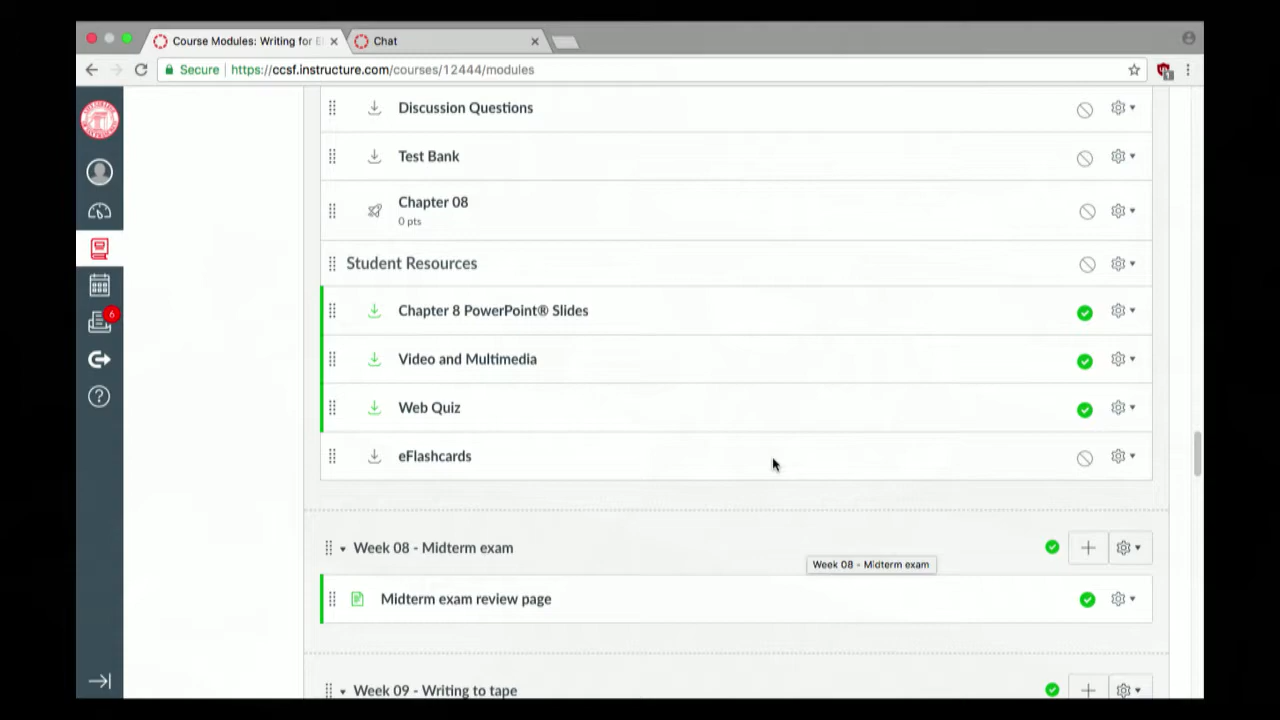 Course Modules: Writing for El
Chat
Secure
https://ccsf.instructure.com/courses/12444/modules
Discussion Questions
Test Bank
Chapter 08
0 pts
Student Resources
Chapter 8 PowerPoint® Slides
6
Video and Multimedia
Web Quiz
eFlashcards
Week 08 - Midterm exam
Week 08 - Midterm exam
Midterm exam review page
Week 09 - Writing to tape